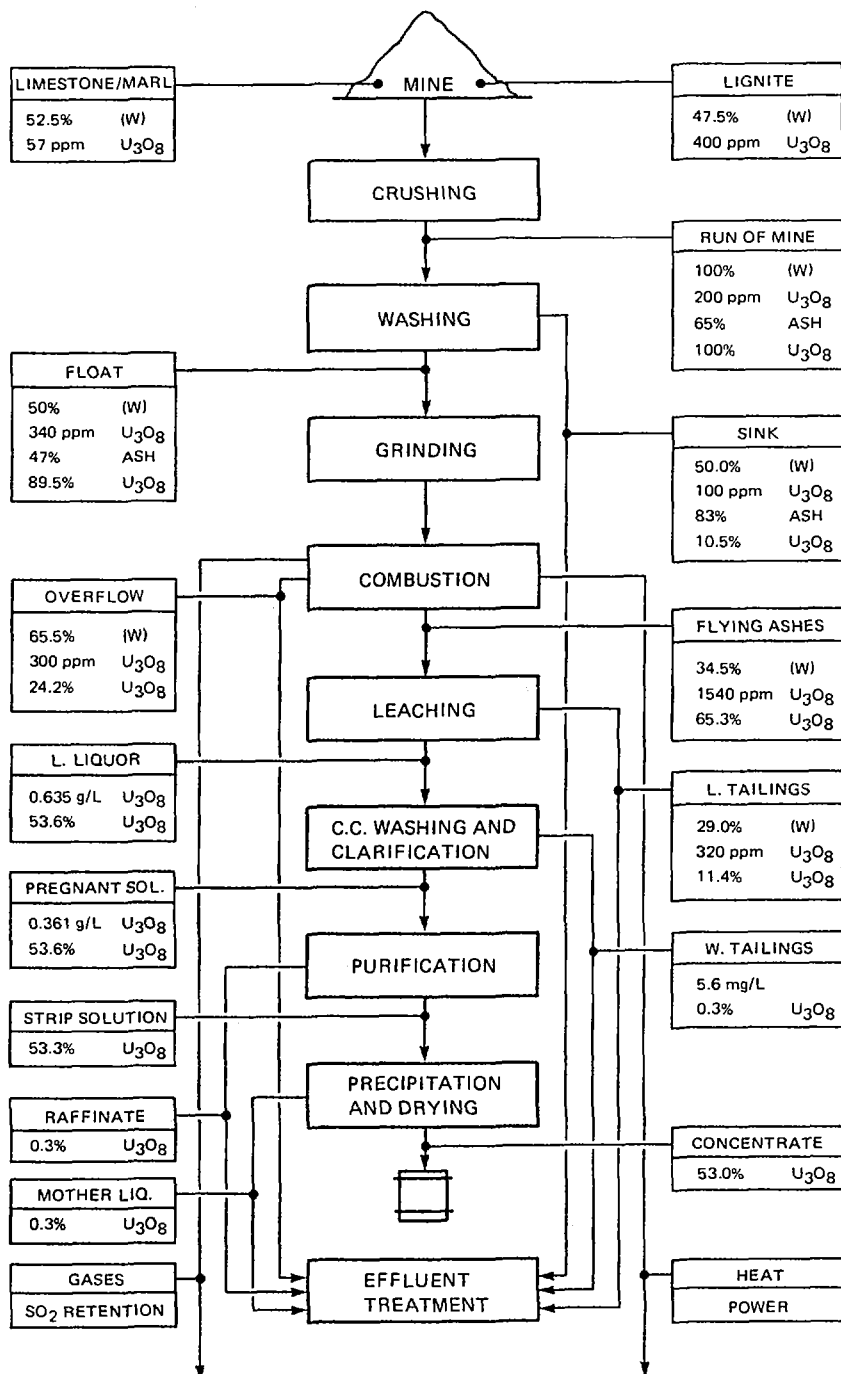 MINE
LIMESTONE/MARL
52.5% (W)
57 ppm U3O8
LIGNITE
47.5% (W)
400 ppm U3O8
CRUSHING
RUN OF MINE
100% (W)
200 ppm U3O8
65% ASH
100% U3O8
WASHING
FLOAT
50% (W)
340 ppm U3O8
47% ASH
89.5% U3O8
GRINDING
SINK
50.0% (W)
100 ppm U3O8
83% ASH
10.5% U3O8
COMBUSTION
OVERFLOW
65.5% (W)
300 ppm U3O8
24.2% U3O8
FLYING ASHES
34.5% (W)
1540 ppm U3O8
65.3% U3O8
LEACHING
L. LIQUOR
0.635 g/L U3O8
53.6% U3O8
L. TAILINGS
29.0% (W)
320 ppm U3O8
11.4% U3O8
C.C. WASHING AND
CLARIFICATION
PREGNANT SOL.
0.361 g/L U3O8
53.6% U3O8
W. TAILINGS
5.6 mg/L
0.3% U3O8
PURIFICATION
STRIP SOLUTION
53.3% U3O8
PRECIPITATION
AND DRYING
RAFFINATE
0.3% U3O8
CONCENTRATE
53.0% U3O8
MOTHER LIQ.
0.3% U3O8
GASES
SO2 RETENTION
EFFLUENT
TREATMENT
HEAT
POWER